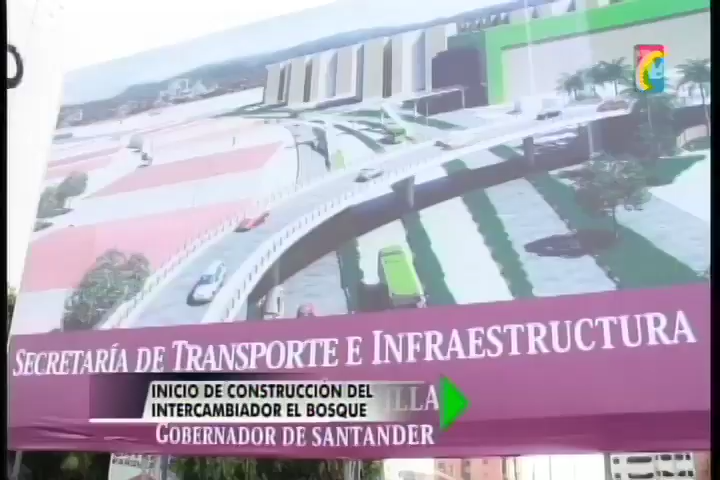 SECRETARÍA DE TRANSPORTE E INFRAESTRUCTURA
INICIO DE CONSTRUCCIÓN DEL
INTERCAMBIADOR EL BOSQUE
GOBERNADOR DE SANTANDER